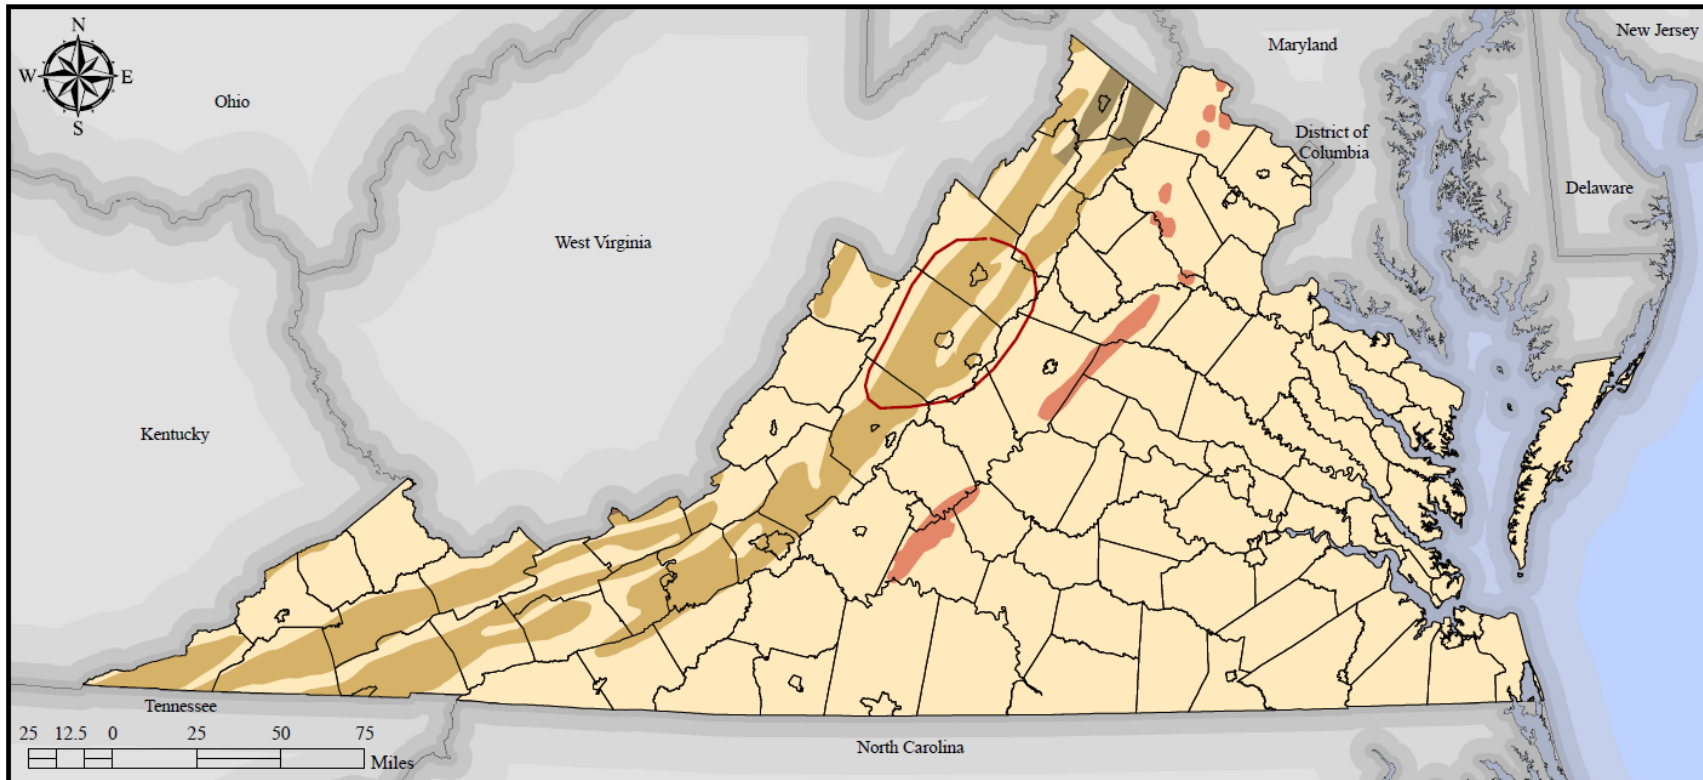 New Jersey
Maryland
N
W
E
S
Ohio
District of
Columbia
Delaware
West Virginia
Kentucky
Tennessee
25 12.5 0 25 50 75
Miles
North Carolina